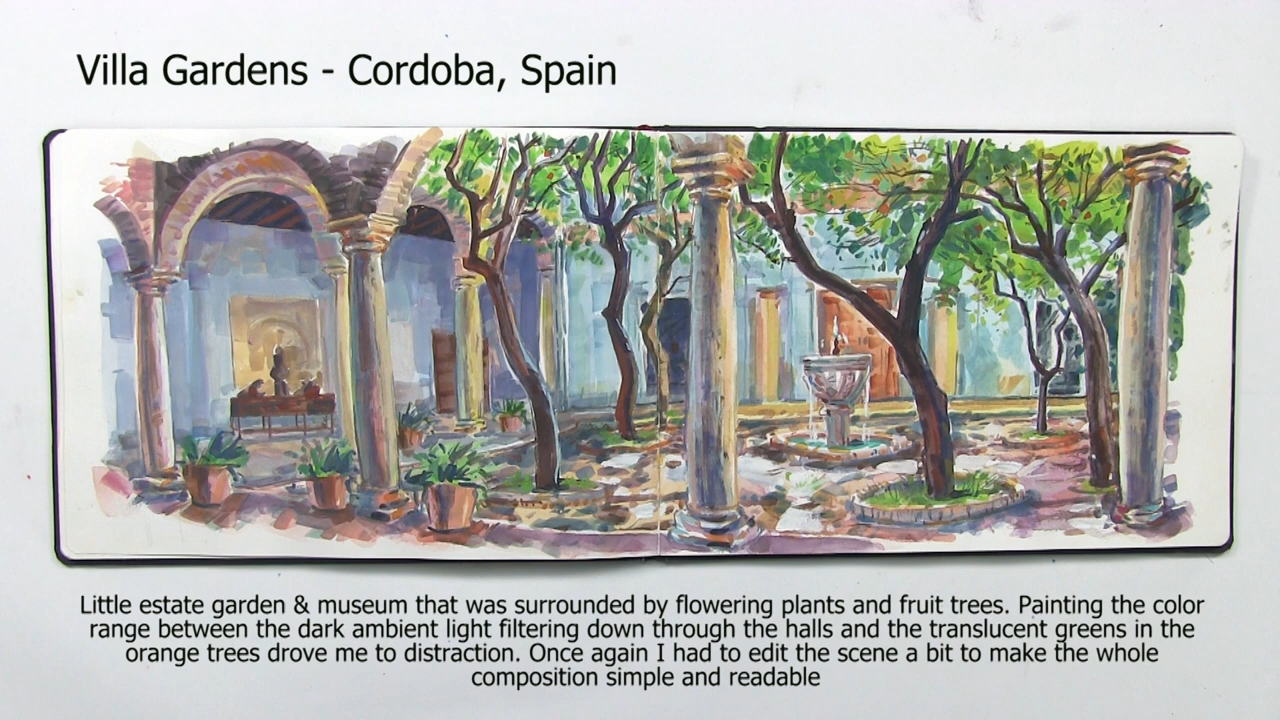 Villa Gardens - Cordoba, Spain
Little estate garden & museum that was surrounded by flowering plants and fruit trees. Painting the color
range between the dark ambient light filtering down through the halls and the translucent greens in the
orange trees drove me to distraction. Once again I had to edit the scene a bit to make the whole
composition simple and readable